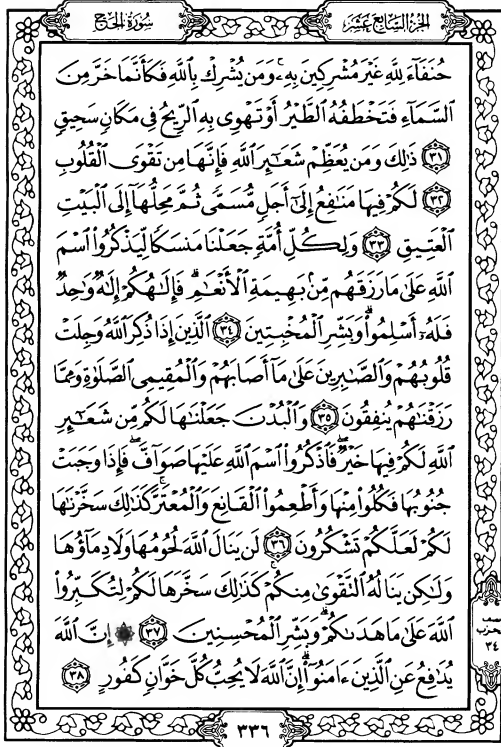 الجزء السابع عشر
سورة الحج
حُنَفَآءَ لِلَّهِ غَيْرَ مُشْرِكِينَ بِهِۦ وَمَن يُشْرِكْ بِٱللَّهِ فَكَأَنَّمَا خَرَّ مِنَ
ٱلسَّمَآءِ فَتَخْطَفُهُ ٱلطَّيْرُ أَوْ تَهْوِى بِهِ ٱلرِّيحُ فِى مَكَانٍ سَحِيقٍ
٣١ ذَٰلِكَ وَمَن يُعَظِّمْ شَعَٰٓئِرَ ٱللَّهِ فَإِنَّهَا مِن تَقْوَى ٱلْقُلُوبِ
٣٢ لَكُمْ فِيهَا مَنَٰفِعُ إِلَىٰٓ أَجَلٍ مُّسَمًّى ثُمَّ مَحِلُّهَآ إِلَى ٱلْبَيْتِ
ٱلْعَتِيقِ ٣٣ وَلِكُلِّ أُمَّةٍ جَعَلْنَا مَنسَكًا لِّيَذْكُرُوا۟ ٱسْمَ
ٱللَّهِ عَلَىٰ مَا رَزَقَهُم مِّنۢ بَهِيمَةِ ٱلْأَنْعَٰمِ ۗ فَإِلَٰهُكُمْ إِلَٰهٌ وَٰحِدٌ
فَلَهُۥٓ أَسْلِمُوا۟ ۗ وَبَشِّرِ ٱلْمُخْبِتِينَ ٣٤ ٱلَّذِينَ إِذَا ذُكِرَ ٱللَّهُ وَجِلَتْ
قُلُوبُهُمْ وَٱلصَّٰبِرِينَ عَلَىٰ مَآ أَصَابَهُمْ وَٱلْمُقِيمِى ٱلصَّلَوٰةِ وَمِمَّا
رَزَقْنَٰهُمْ يُنفِقُونَ ٣٥ وَٱلْبُدْنَ جَعَلْنَٰهَا لَكُم مِّن شَعَٰٓئِرِ
ٱللَّهِ لَكُمْ فِيهَا خَيْرٌ ۖ فَٱذْكُرُوا۟ ٱسْمَ ٱللَّهِ عَلَيْهَا صَوَآفَّ ۖ فَإِذَا وَجَبَتْ
جُنُوبُهَا فَكُلُوا۟ مِنْهَا وَأَطْعِمُوا۟ ٱلْقَانِعَ وَٱلْمُعْتَرَّ ۚ كَذَٰلِكَ سَخَّرْنَٰهَا
لَكُمْ لَعَلَّكُمْ تَشْكُرُونَ ٣٦ لَن يَنَالَ ٱللَّهَ لُحُومُهَا وَلَا دِمَآؤُهَا
وَلَٰكِن يَنَالُهُ ٱلتَّقْوَىٰ مِنكُمْ ۚ كَذَٰلِكَ سَخَّرَهَا لَكُمْ لِتُكَبِّرُوا۟
ٱللَّهَ عَلَىٰ مَا هَدَىٰكُمْ ۗ وَبَشِّرِ ٱلْمُحْسِنِينَ ٣٧ ۞ إِنَّ ٱللَّهَ
يُدَٰفِعُ عَنِ ٱلَّذِينَ ءَامَنُوٓا۟ ۗ إِنَّ ٱللَّهَ لَا يُحِبُّ كُلَّ خَوَّانٍ كَفُورٍ ٣٨
نصف
الحزب
٣٤
٣٣٦